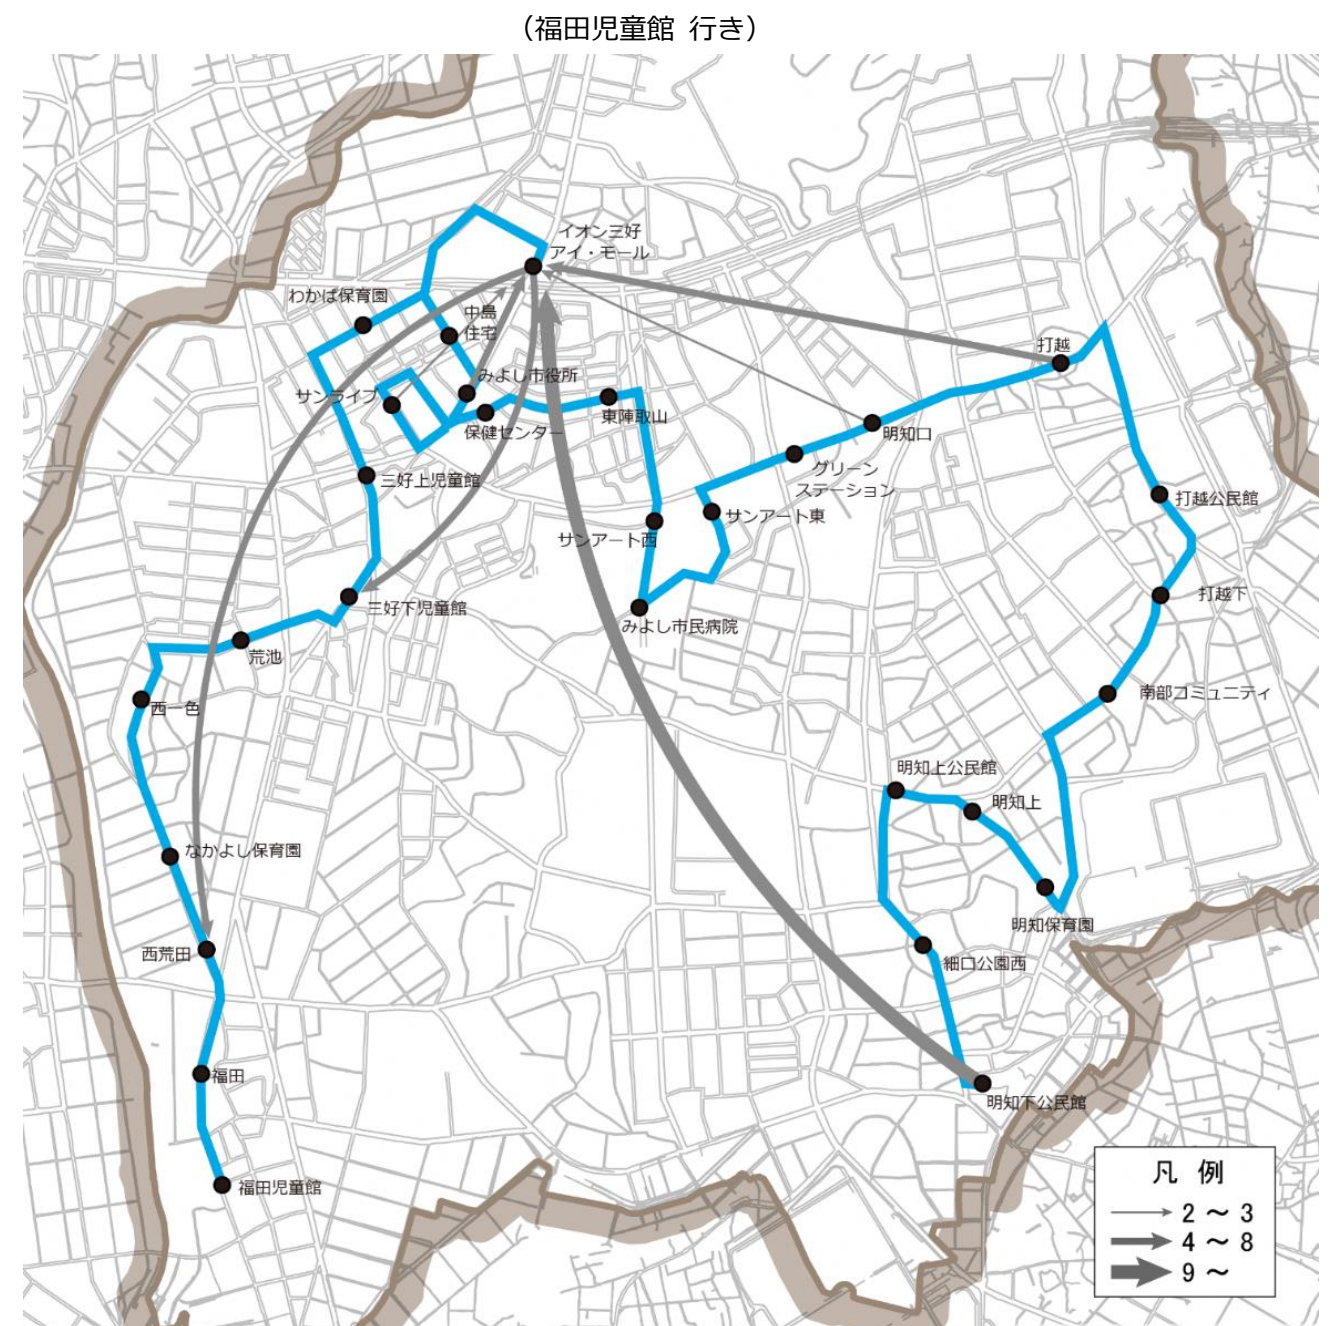 （福田児童館 行き）
イオン三好
アイ・モール
わかば保育園
中島
住宅
打越
みよし市役所
サンライブ
東陣取山
保健センター
明知口
グリーン
ステーション
三好上児童館
打越公民館
サンアート東
サンアート西
打越下
三好下児童館
みよし市民病院
荒池
南部コミュニティ
西一色
明知上公民館
明知上
なかよし保育園
明知保育園
西荒田
細口公園西
福田
明知下公民館
福田児童館
凡 例
2 ～ 3
4 ～ 8
9 ～